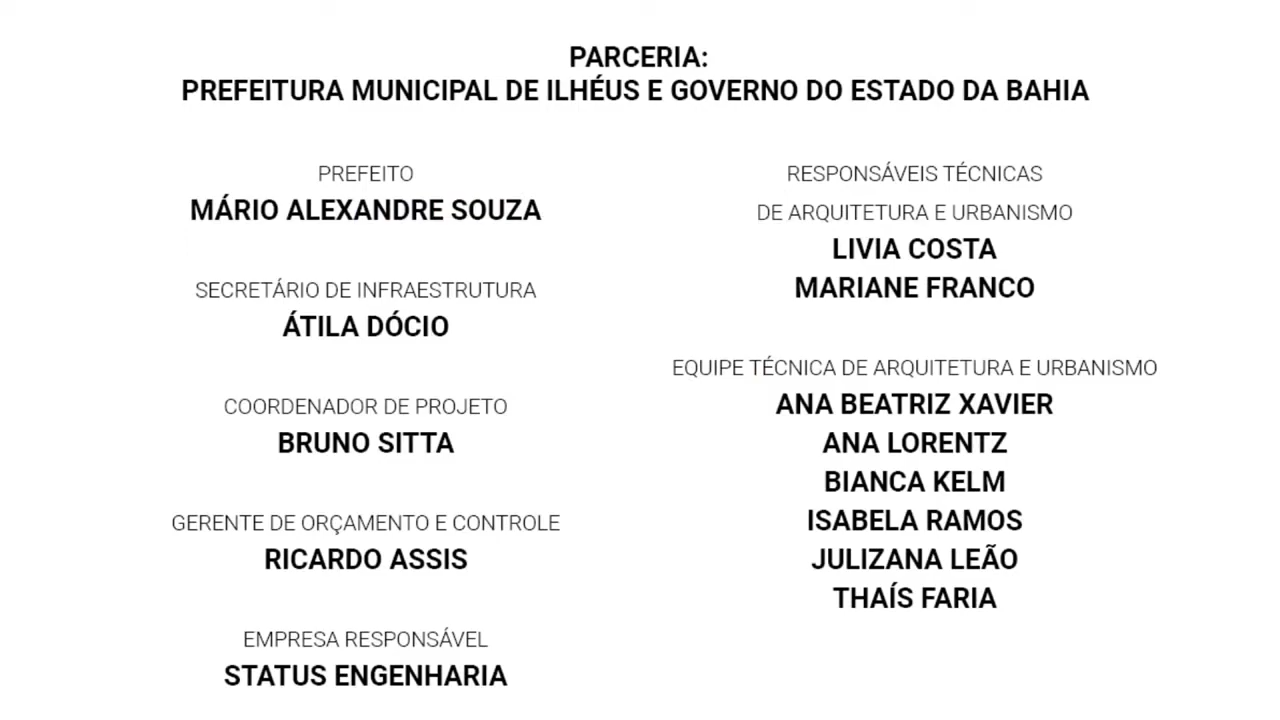 PARCERIA:
PREFEITURA MUNICIPAL DE ILHÉUS E GOVERNO DO ESTADO DA BAHIA
PREFEITO
MÁRIO ALEXANDRE SOUZA
SECRETÁRIO DE INFRAESTRUTURA
ÁTILA DÓCIO
COORDENADOR DE PROJETO
BRUNO SITTA
GERENTE DE ORÇAMENTO E CONTROLE
RICARDO ASSIS
EMPRESA RESPONSÁVEL
STATUS ENGENHARIA
RESPONSÁVEIS TÉCNICAS
DE ARQUITETURA E URBANISMO
LIVIA COSTA
MARIANE FRANCO
EQUIPE TÉCNICA DE ARQUITETURA E URBANISMO
ANA BEATRIZ XAVIER
ANA LORENTZ
BIANCA KELM
ISABELA RAMOS
JULIZANA LEÃO
THAÍS FARIA